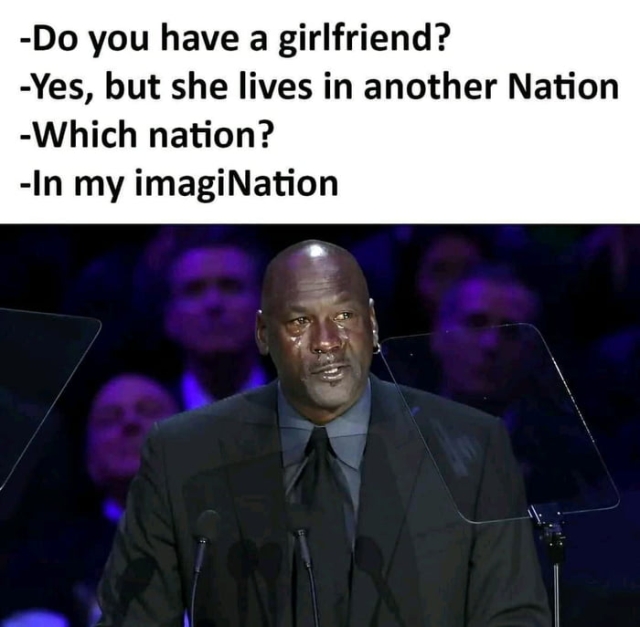 -Do you have a girlfriend?
-Yes, but she lives in another Nation
-Which nation?
-In my imagiNation